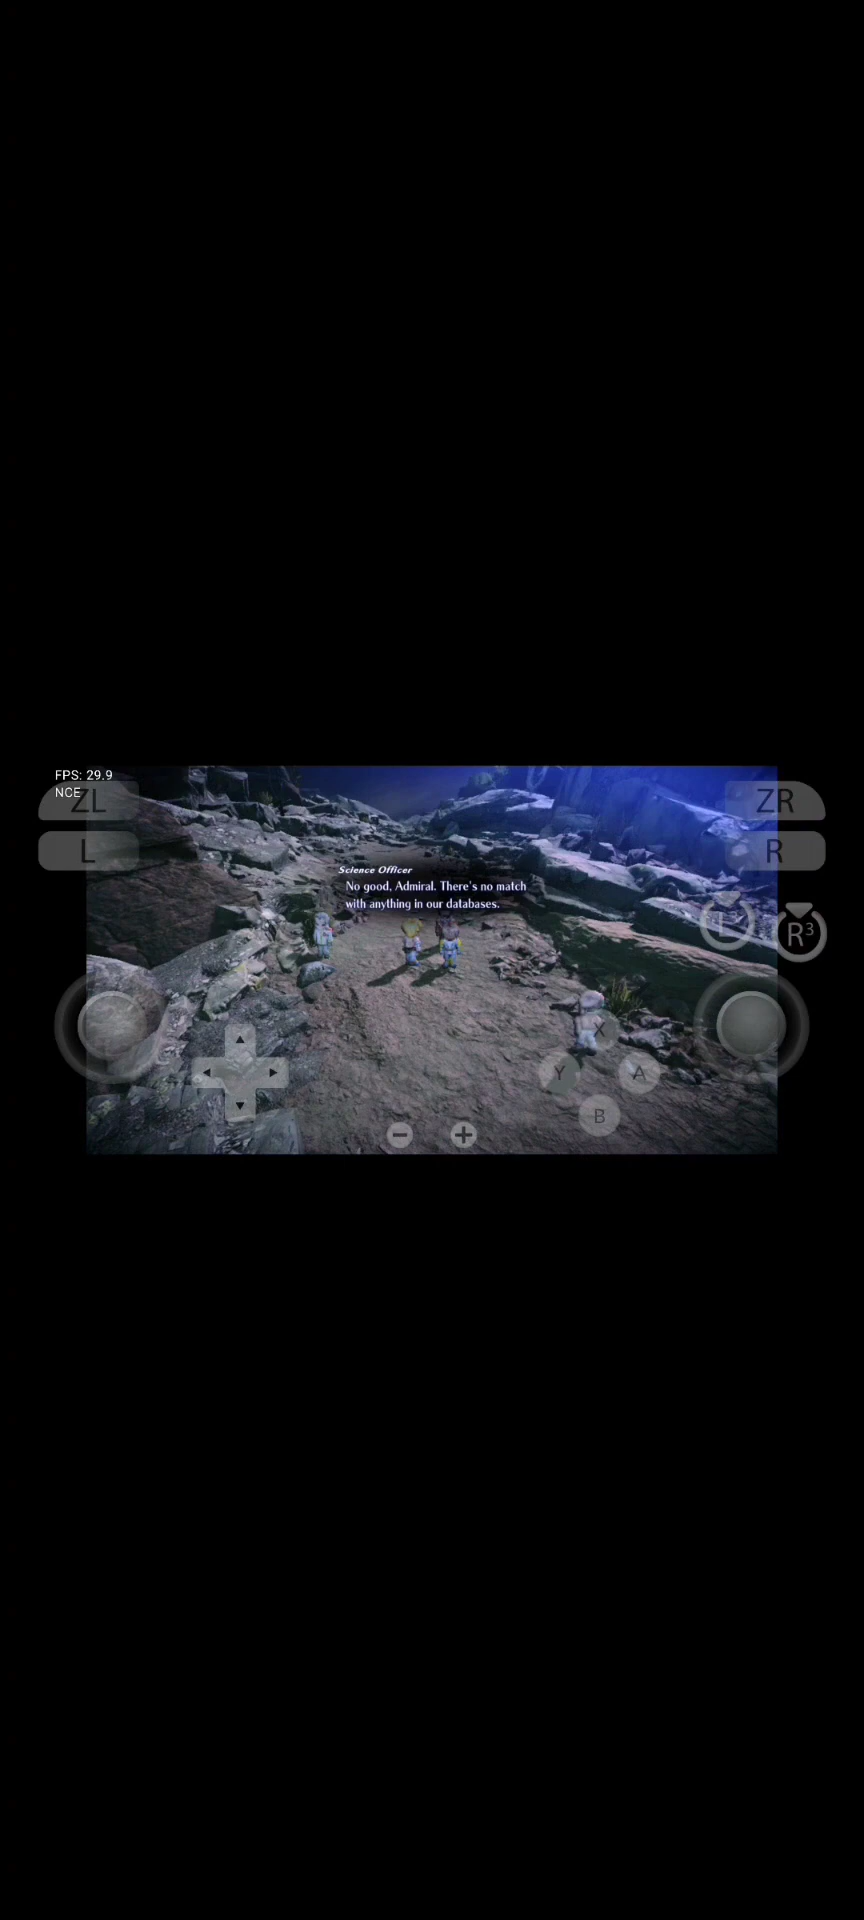 FPS: 29.9
NCE
ZL
ZR
L
R
L
R3
Science Officer
No good, Admiral. There's no match
with anything in our databases.
X
Y
A
B